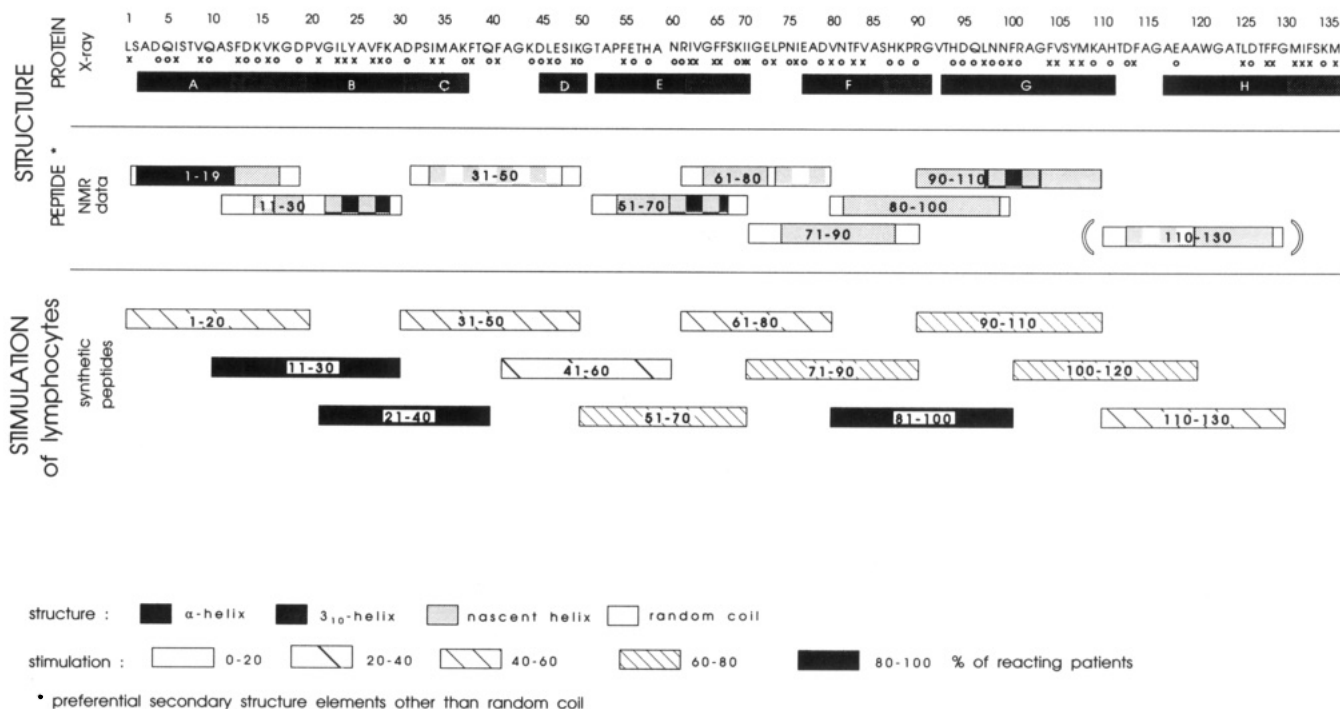 STRUCTURE
PROTEIN
X-ray
1 5 10 15 20 25 30 35 40 45 50 55 60 65 70 75 80 85 90 95 100 105 110 115 120 125 130 135
LSADQISTVQASFDKVKGDPVGILYAVFKADPSIMAKFTQFAGKDLESIKGTAPFETHA NRIVGFFSKIIGELPNIEADVNTFVASHKPRGVTHDQLNNFRAGFVSYMKAHTDFAGAEAAWGATLDTFFGMIFSKM
A B C D E F G H
PEPTIDE *
NMR data
1-19 31-50 61-80 90-110
11-30 51-70 80-100
71-90 (110-130)
STIMULATION
of lymphocytes
synthetic peptides
1-20 31-50 61-80 90-110
11-30 41-60 71-90 100-120
21-40 51-70 81-100 110-130
structure : α-helix 3₁₀-helix nascent helix random coil
stimulation : 0-20 20-40 40-60 60-80 80-100 % of reacting patients
* preferential secondary structure elements other than random coil